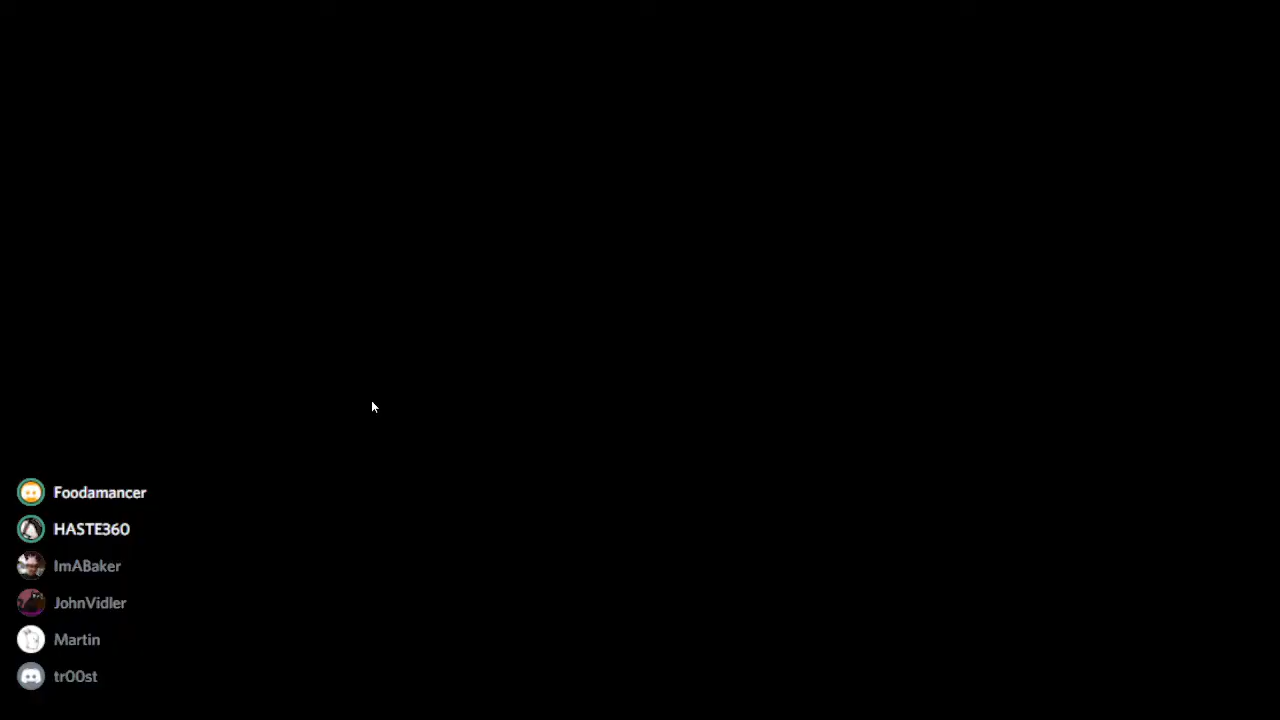 Foodamancer
HASTE360
ImABaker
JohnVidler
Martin
tr00st